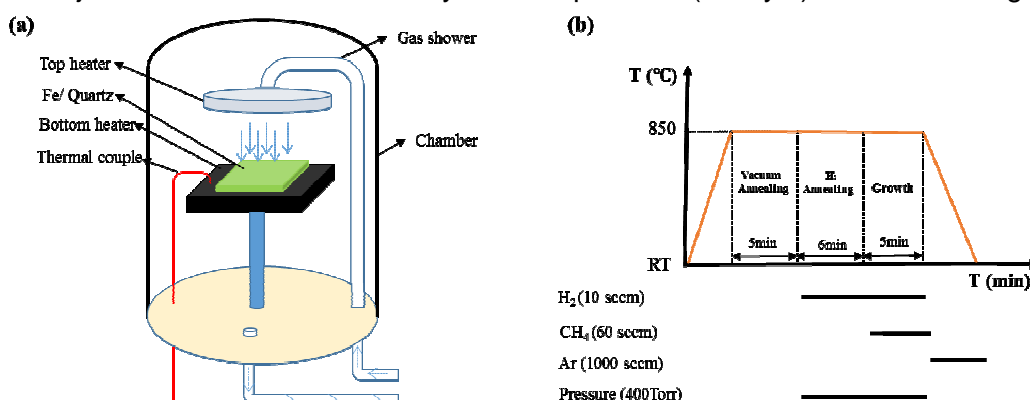 (a)
Gas shower
Top heater
Fe/ Quartz
Bottom heater
Chamber
Thermal couple
(b)
T (℃)
850
Vacuum
Annealing
H₂
Annealing
Growth
5min
6min
5min
RT
T (min)
H₂ (10 sccm)
CH₄ (60 sccm)
Ar (1000 sccm)
Pressure (400Torr)